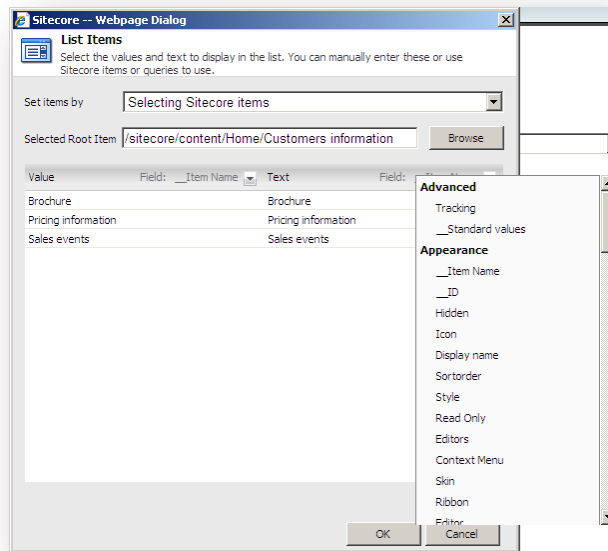 Sitecore -- Webpage Dialog
List Items
Select the values and text to display in the list. You can manually enter these or use
Sitecore items or queries to use.
Set items by
Selecting Sitecore items
Selected Root Item
/sitecore/content/Home/Customers information
Browse
Value
Field: __Item Name
Text
Field:
Brochure
Brochure
Pricing information
Pricing information
Sales events
Sales events
Advanced
Tracking
__Standard values
Appearance
__Item Name
__ID
Hidden
Icon
Display name
Sortorder
Style
Read Only
Editors
Context Menu
Skin
Ribbon
Editor
OK
Cancel